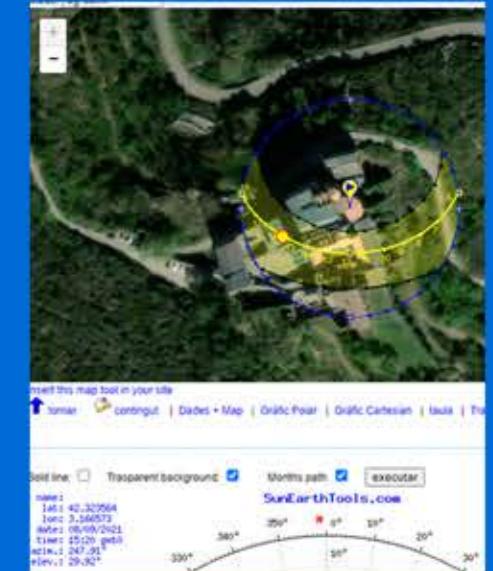 +
-
insert this map tool in your site
tornar contingut | Dades + Map | Gràfic Polar | Gràfic Cartesian | taula |
Solid line: Trasparent background: Months path: executar
name:
lat: 42.323564
lon: 3.166573
date: 08/09/2021
time: 15:20 gmt0
azim.: 247.91°
elev.: 29.92°
SunEarthTools.com
350° 0° 10°
340° 20°
330° 30°
10°